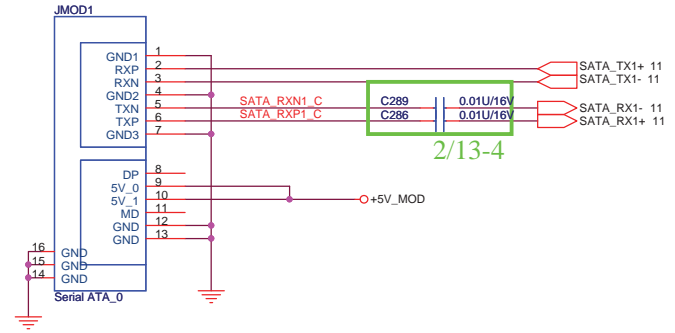 JMOD1
GND1 1
RXP 2 SATA_TX1+ 11
RXN 3 SATA_TX1- 11
GND2 4
TXN 5 SATA_RXN1_C C289 0.01U/16V SATA_RX1- 11
TXP 6 SATA_RXP1_C C286 0.01U/16V SATA_RX1+ 11
GND3 7
2/13-4
DP 8
5V_0 9
5V_1 10 +5V_MOD
MD 11
GND 12
GND 13
16 GND
15 GND
14 GND
Serial ATA_0